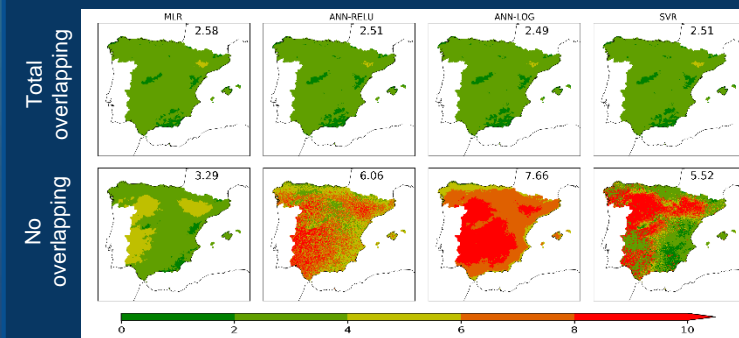 MLR
ANN-RELU
ANN-LOG
SVR
Total
overlapping
2.58
2.51
2.49
2.51
No
overlapping
3.29
6.06
7.66
5.52
0 2 4 6 8 10